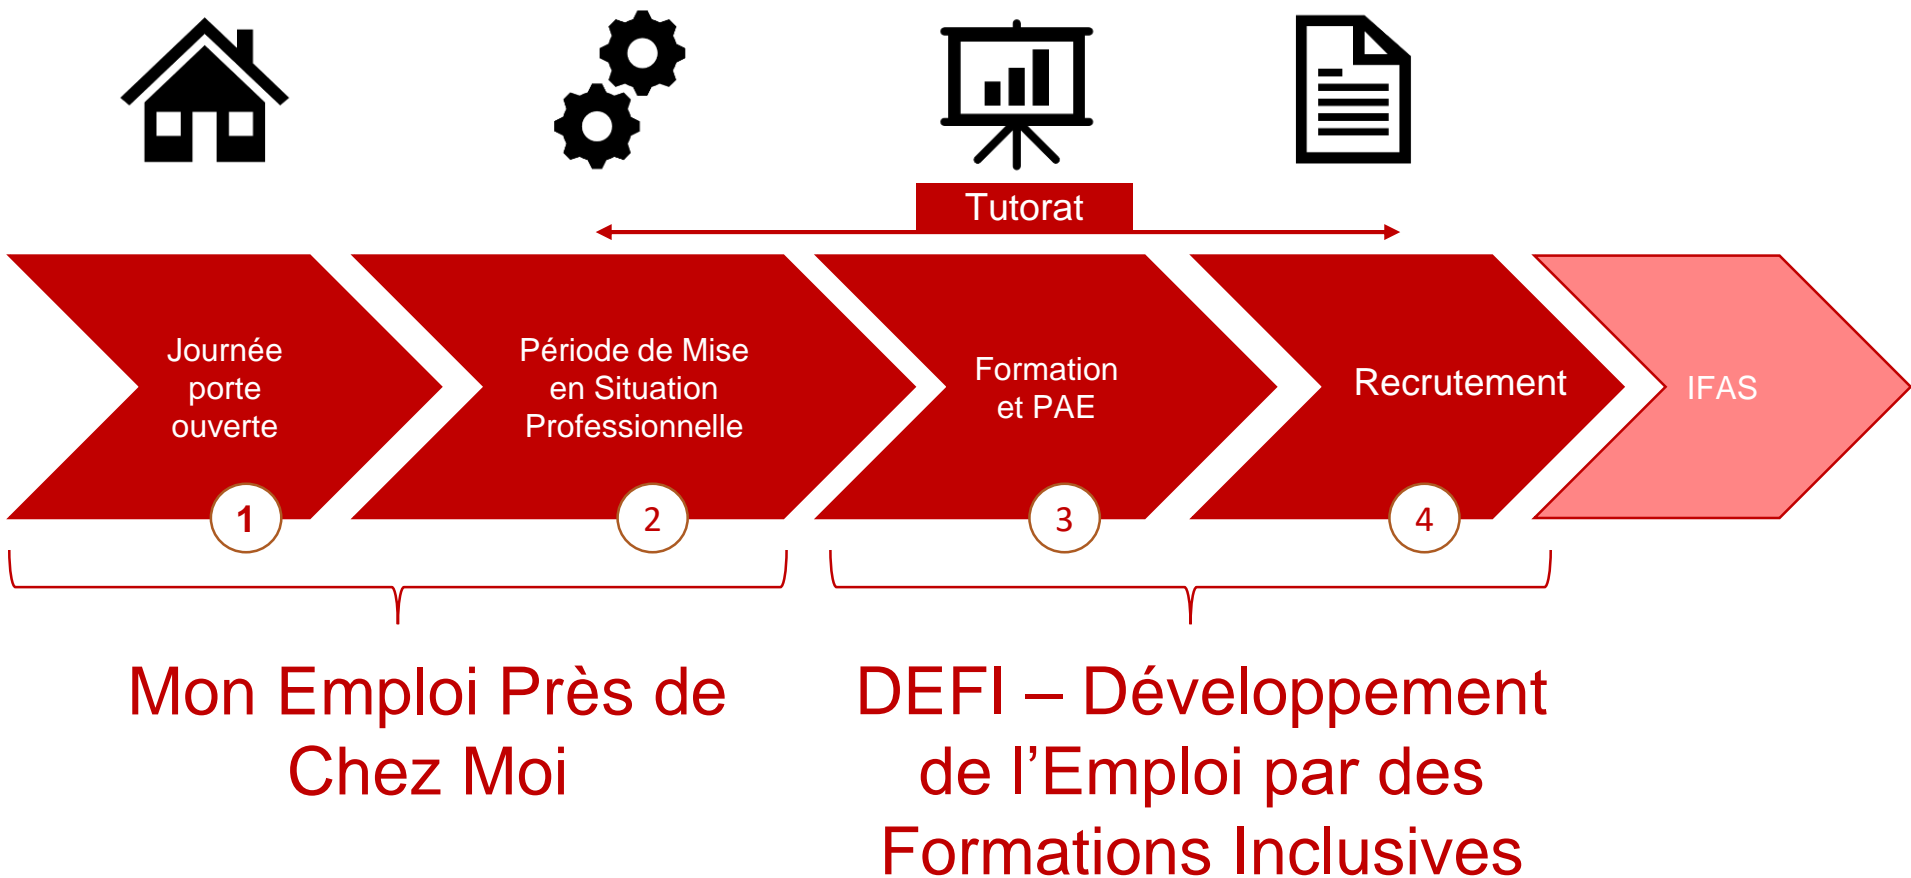 Tutorat
Journée
porte
ouverte
Période de Mise
en Situation
Professionnelle
Formation
et PAE
Recrutement
IFAS
1
2
3
4
Mon Emploi Près de
Chez Moi
DEFI – Développement
de l’Emploi par des
Formations Inclusives